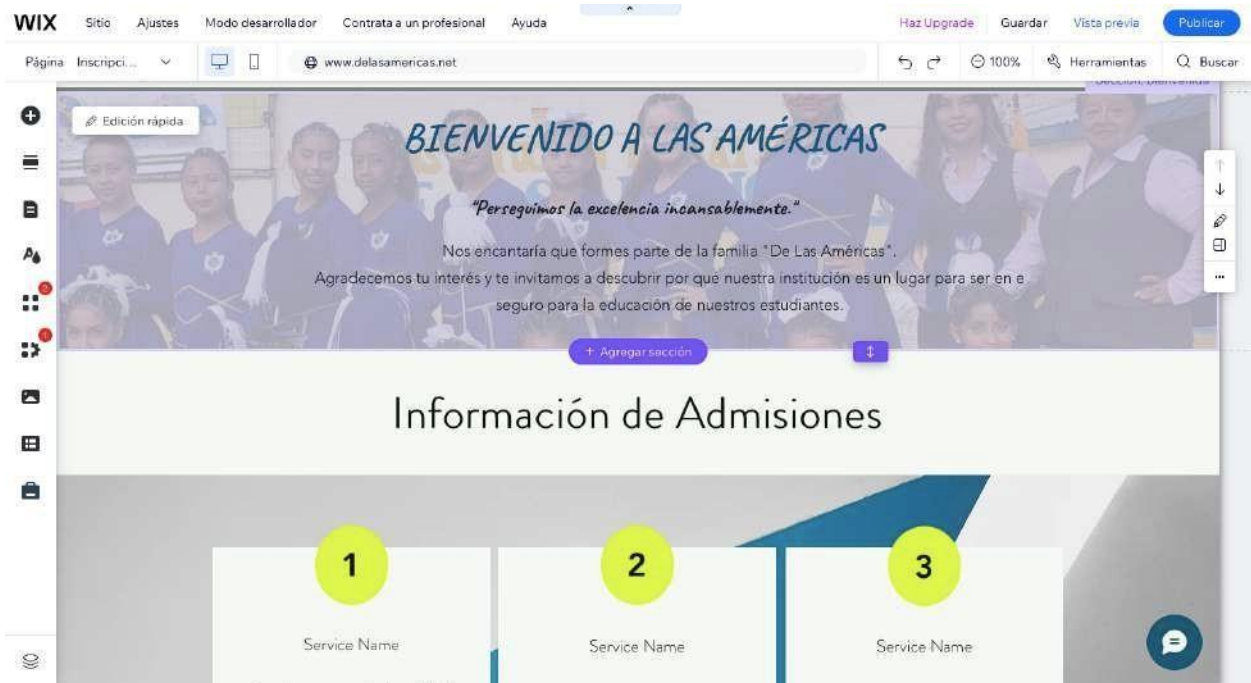 WIX Sitio Ajustes Modo desarrollador Contrata a un profesional Ayuda Haz Upgrade Guardar Vista previa Publicar
Página Inscripci... www.delasamericas.net 100% Herramientas Buscar
Sección: Bienvenida
Edición rápida
BIENVENIDO A LAS AMÉRICAS
"Perseguimos la excelencia incansablemente."
Nos encantaría que formes parte de la familia "De Las Américas".
Agradecemos tu interés y te invitamos a descubrir por qué nuestra institución es un lugar para ser en e
seguro para la educación de nuestros estudiantes.
2
1
+ Agregar sección
Información de Admisiones
1 2 3
Service Name Service Name Service Name